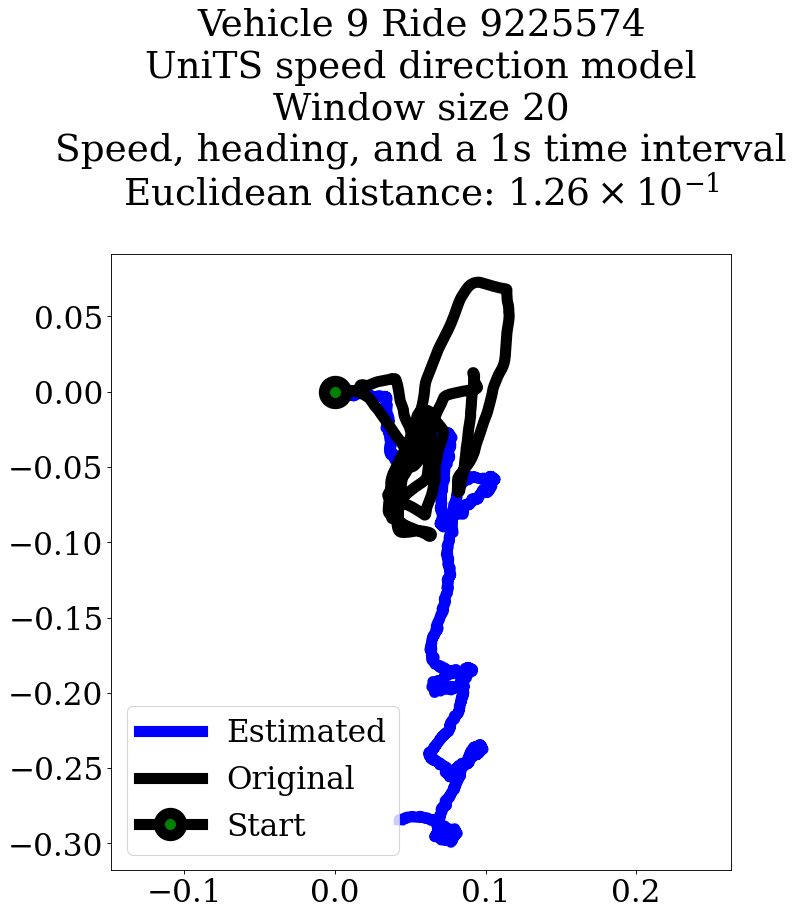 Vehicle 9 Ride 9225574
UniTS speed direction model
Window size 20
Speed, heading, and a 1s time interval
Euclidean distance: 1.26 × 10⁻¹
0.05
0.00
−0.05
−0.10
−0.15
−0.20
−0.25
−0.30
Estimated
Original
Start
−0.1 0.0 0.1 0.2